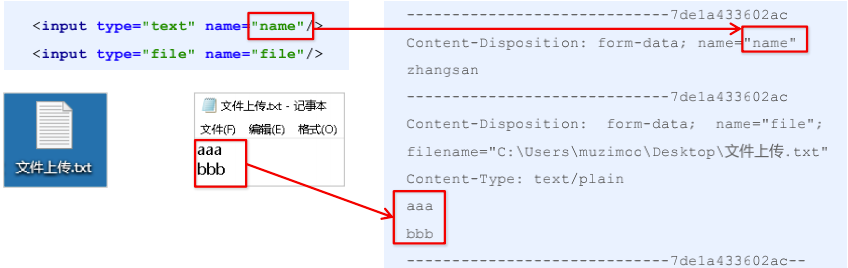 <input type="text" name="name"/>
<input type="file" name="file"/>
文件上传.txt
文件上传.txt - 记事本
文件(F) 编辑(E) 格式(O)
aaa
bbb
-----------------------------7de1a433602ac
Content-Disposition: form-data; name="name"
zhangsan
-----------------------------7de1a433602ac
Content-Disposition: form-data; name="file";
filename="C:\Users\muzimoo\Desktop\文件上传.txt"
Content-Type: text/plain
aaa
bbb
-----------------------------7de1a433602ac--